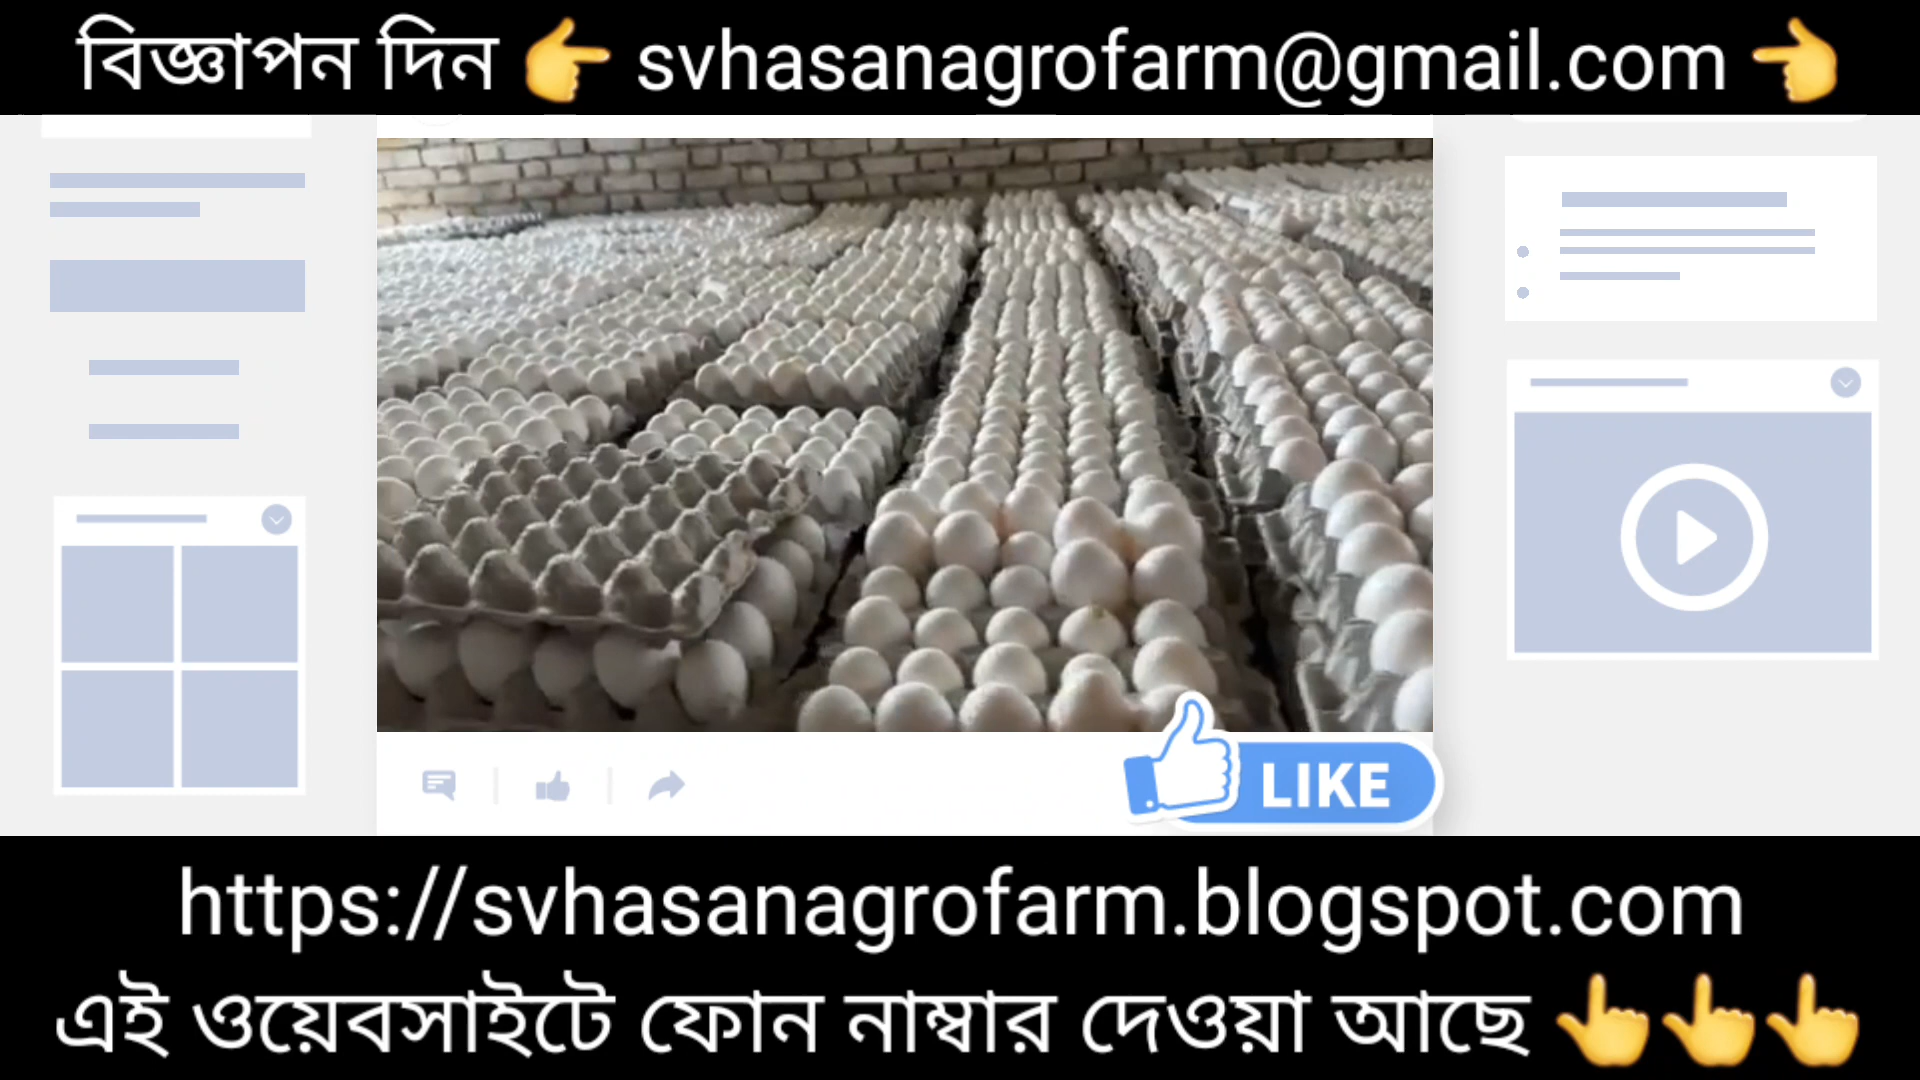 বিজ্ঞাপন দিন 👉 svhasanagrofarm@gmail.com 👈
LIKE
https://svhasanagrofarm.blogspot.com
এই ওয়েবসাইটে ফোন নাম্বার দেওয়া আছে 👆👆👆